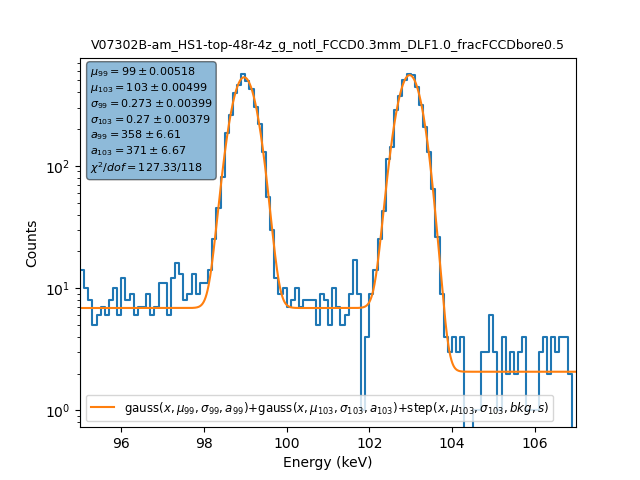 V07302B-am_HS1-top-48r-4z_g_notl_FCCD0.3mm_DLF1.0_fracFCCDbore0.5
μ₉₉ = 99 ± 0.00518
μ₁₀₃ = 103 ± 0.00499
σ₉₉ = 0.273 ± 0.00399
σ₁₀₃ = 0.27 ± 0.00379
a₉₉ = 358 ± 6.61
a₁₀₃ = 371 ± 6.67
χ²/dof = 127.33/118
10²
10¹
10⁰
Counts
gauss(x, μ₉₉, σ₉₉, a₉₉)+gauss(x, μ₁₀₃, σ₁₀₃, a₁₀₃)+step(x, μ₁₀₃, σ₁₀₃, bkg, s)
96 98 100 102 104 106
Energy (keV)